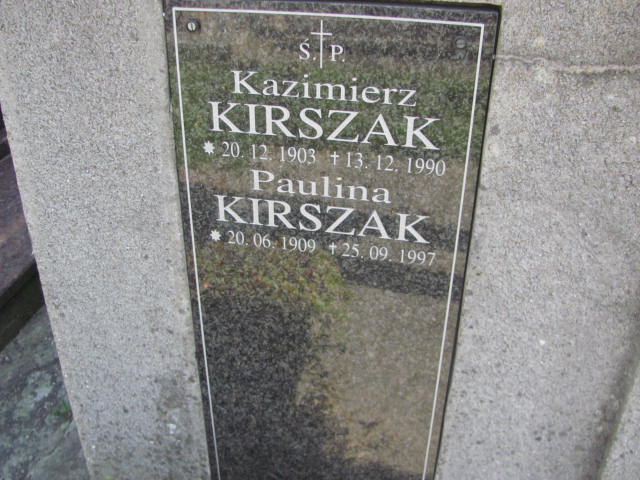 Ś. P.
Kazimierz
KIRSZAK
* 20. 12. 1903 † 13. 12. 1990
Paulina
KIRSZAK
* 20. 06. 1909 † 25. 09. 1997